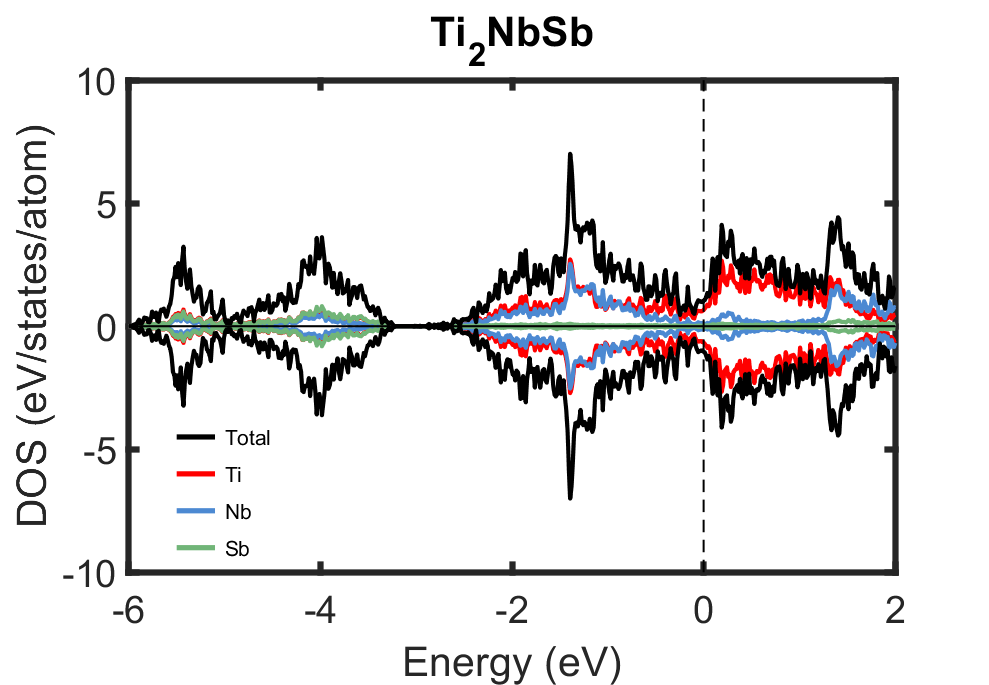 Ti₂NbSb
10
5
0
-5
-10
DOS (eV/states/atom)
Total
Ti
Nb
Sb
-6 -4 -2 0 2
Energy (eV)